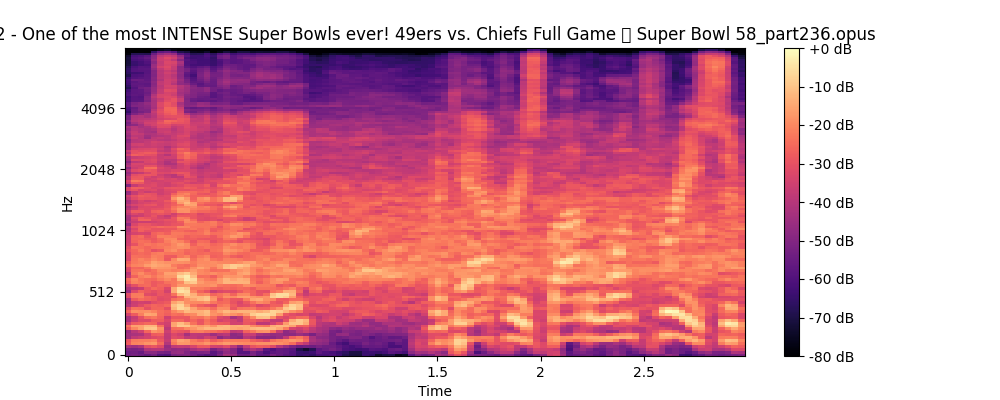 2 - One of the most INTENSE Super Bowls ever! 49ers vs. Chiefs Full Game 🏈 Super Bowl 58_part236.opus
+0 dB
-10 dB
-20 dB
-30 dB
-40 dB
-50 dB
-60 dB
-70 dB
-80 dB
Hz
4096
2048
1024
512
0
0
0.5
1
1.5
2
2.5
Time